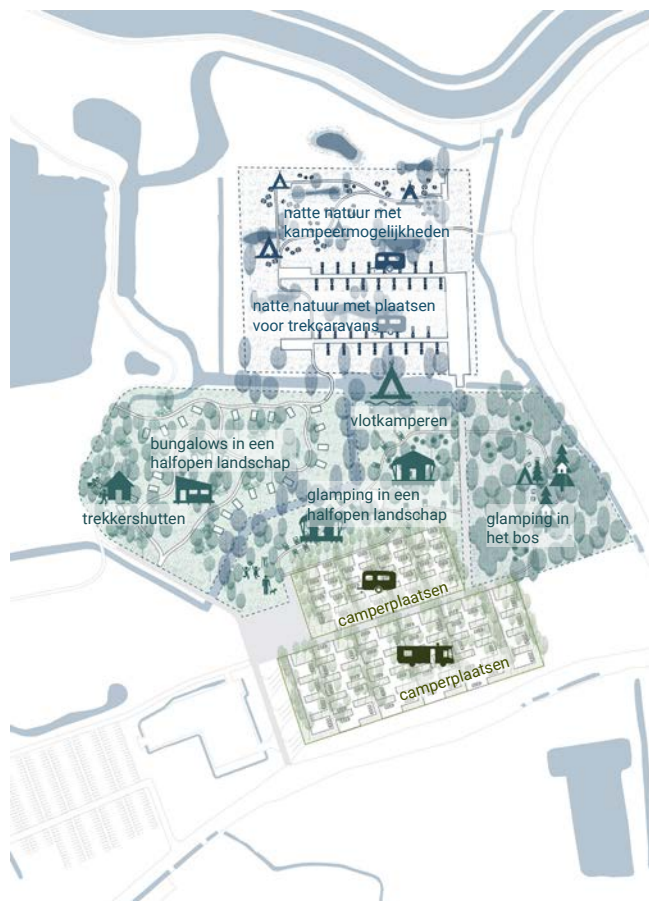 natte natuur met
kampeermogelijkheden
natte natuur met plaatsen
voor trekcaravans
vlotkamperen
bungalows in een
halfopen landschap
trekkershutten
glamping in een
halfopen landschap
glamping in
het bos
camperplaatsen
camperplaatsen